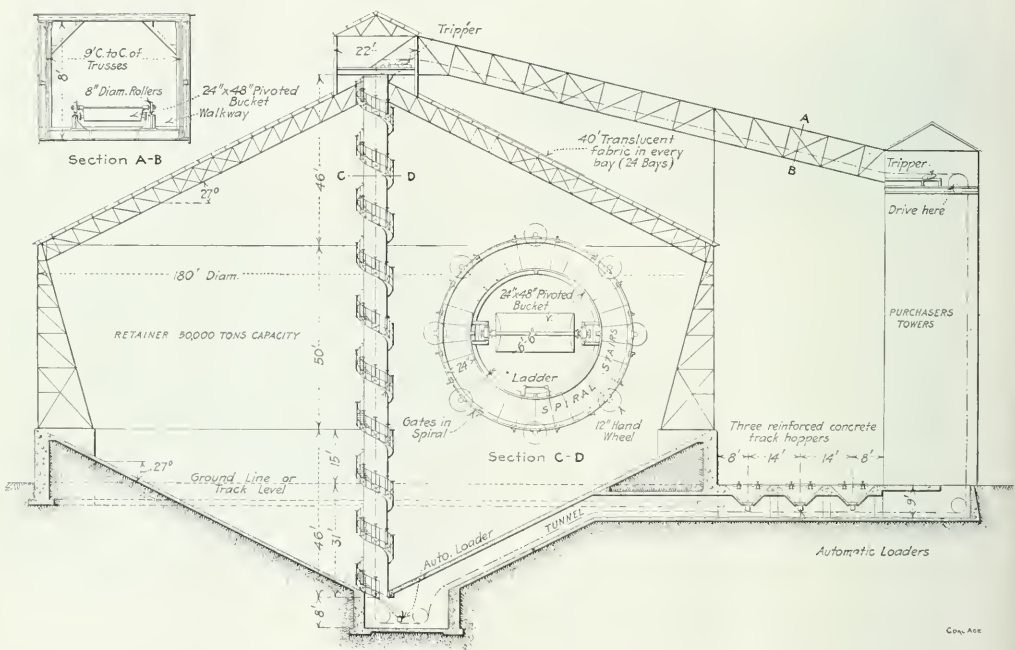 9' C. to C. of
Trusses
8'
8" Diam. Rollers
24"x48" Pivoted
Bucket
Walkway
Section A-B
22'
Tripper
A
B
40' Translucent
fabric in every
bay (24 Bays)
Tripper
Drive here
46'
C
D
27°
180' Diam.
RETAINER 50,000 TONS CAPACITY
50'
24"x48" Pivoted
Bucket
6'6"
24"
Ladder
SPIRAL STAIRS
Gates in
Spiral
12" Hand
Wheel
Section C-D
PURCHASERS
TOWERS
Three reinforced concrete
track hoppers
8' 14' 14' 8'
27°
15'
Ground Line or
Track Level
46'
31'
Auto. Loader
TUNNEL
9'
Automatic Loaders
8'
COAL AGE